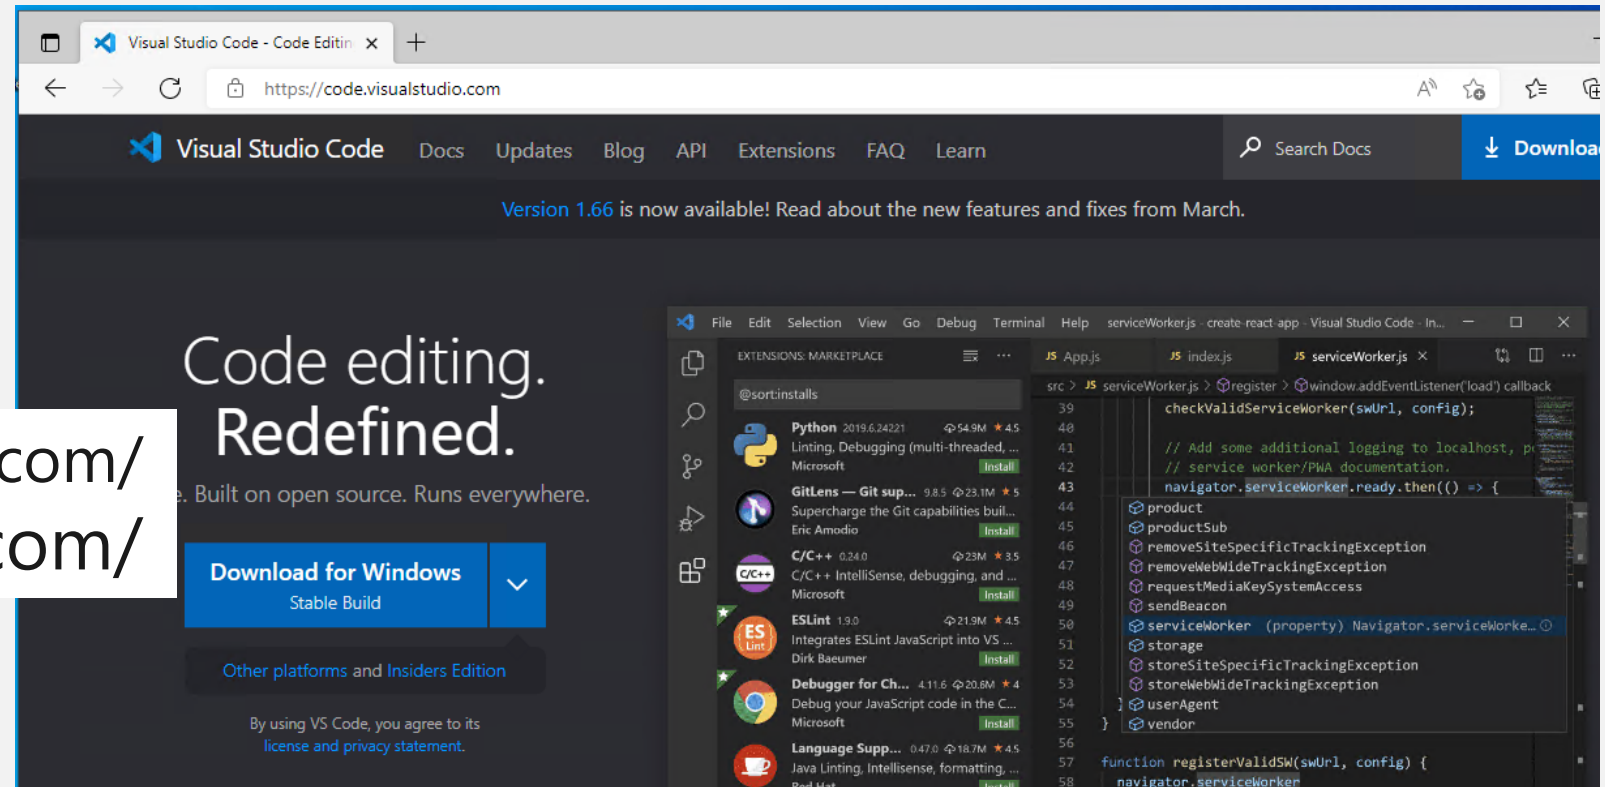 Visual Studio Code - Code Editin
https://code.visualstudio.com
Visual Studio Code Docs Updates Blog API Extensions FAQ Learn Search Docs Downloa
Version 1.66 is now available! Read about the new features and fixes from March.
Code editing.
Redefined.
.com/
com/
e. Built on open source. Runs everywhere.
Download for Windows
Stable Build
Other platforms and Insiders Edition
By using VS Code, you agree to its
license and privacy statement.
File Edit Selection View Go Debug Terminal Help serviceWorker.js - create-react-app - Visual Studio Code - In...
EXTENSIONS: MARKETPLACE
@sort:installs
Python 2019.6.24221 54.9M ★ 4.5
Linting, Debugging (multi-threaded, ...
Microsoft Install
GitLens — Git sup... 9.8.5 23.1M ★ 5
Supercharge the Git capabilities buil...
Eric Amodio Install
C/C++
C/C++ 0.24.0 23M ★ 3.5
C/C++ IntelliSense, debugging, and ...
Microsoft Install
ES
Lint
ESLint 1.9.0 21.9M ★ 4.5
Integrates ESLint JavaScript into VS ...
Dirk Baeumer Install
Debugger for Ch... 4.11.6 20.6M ★ 4
Debug your JavaScript code in the C...
Microsoft Install
Language Supp... 0.47.0 18.7M ★ 4.5
Java Linting, Intellisense, formatting, ...
Red Hat Install
JS App.js JS index.js JS serviceWorker.js
src > JS serviceWorker.js > register > window.addEventListener('load') callback
39 checkValidServiceWorker(swUrl, config);
40
41 // Add some additional logging to localhost, po
42 // service worker/PWA documentation.
43 navigator.serviceWorker.ready.then(() => {
44 product
45 productSub
46 removeSiteSpecificTrackingException
47 removeWebWideTrackingException
48 requestMediaKeySystemAccess
49 sendBeacon
50 serviceWorker (property) Navigator.serviceWorke...
51 storage
52 storeSiteSpecificTrackingException
53 storeWebWideTrackingException
54 } userAgent
55 } vendor
56
57 function registerValidSW(swUrl, config) {
58 navigator.serviceWorker